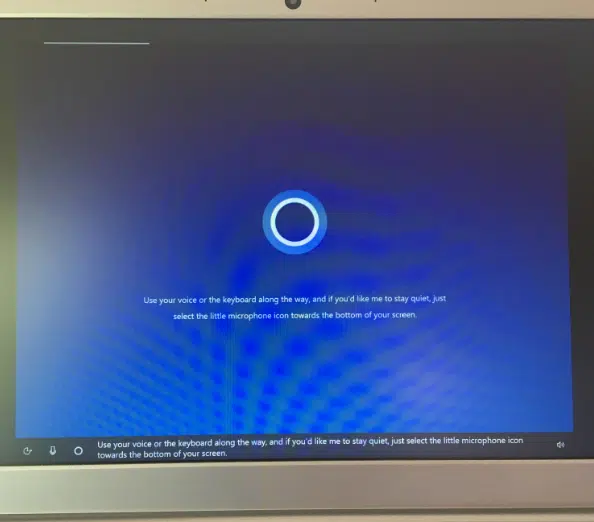 Use your voice or the keyboard along the way, and if you'd like me to stay quiet, just
select the little microphone icon towards the bottom of your screen.
Use your voice or the keyboard along the way, and if you'd like me to stay quiet, just select the little microphone icon
towards the bottom of your screen.